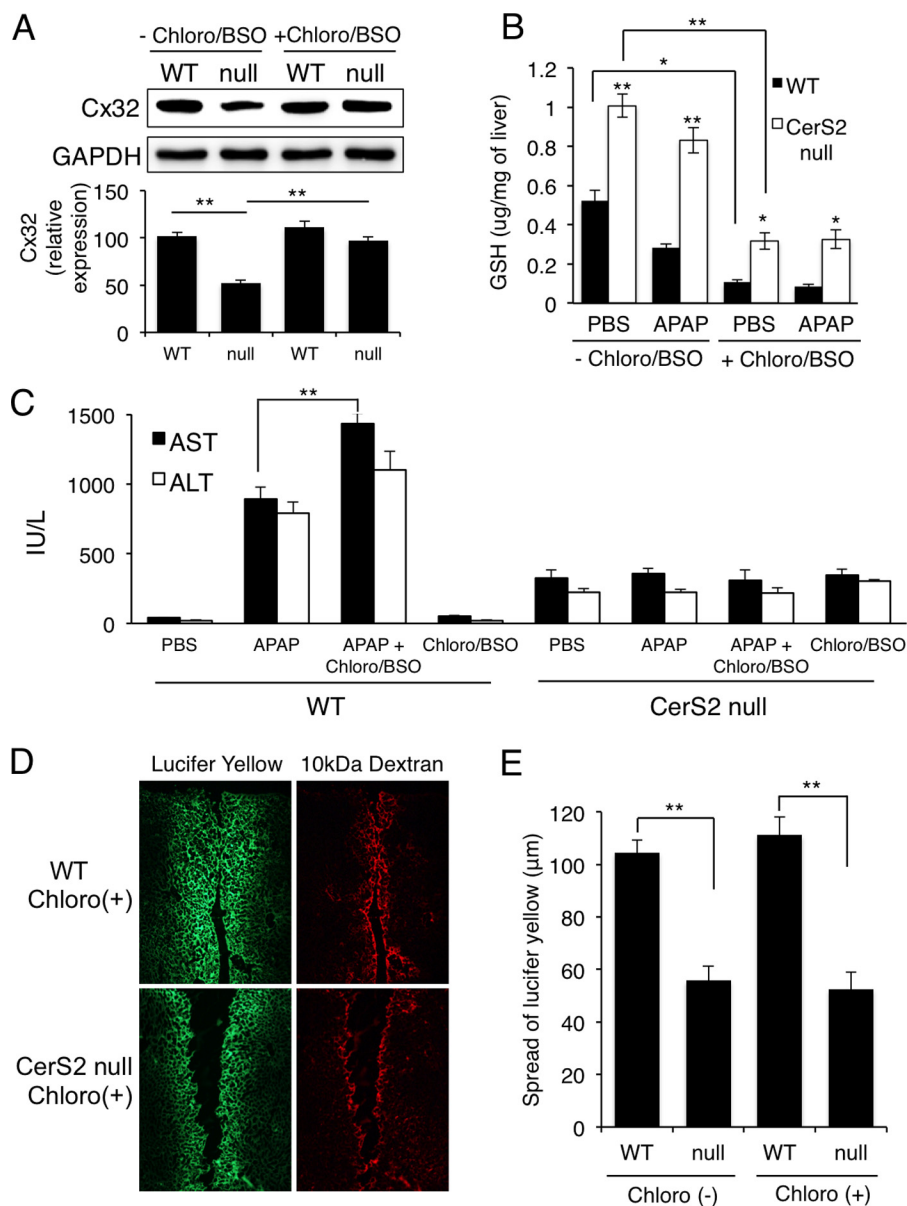 A
- Chloro/BSO +Chloro/BSO
WT null WT null
Cx32
GAPDH
Cx32
(relative
expression)
150
100
50
0
** **
WT null WT null
B
GSH (ug/mg of liver)
1.2
1
0.8
0.6
0.4
0.2
0
**
*
** ** * *
WT
CerS2
null
PBS APAP PBS APAP
- Chloro/BSO + Chloro/BSO
C
IU/L
1500
1000
500
0
**
AST
ALT
PBS APAP APAP + Chloro/BSO PBS APAP APAP + Chloro/BSO
Chloro/BSO Chloro/BSO
WT CerS2 null
D
Lucifer Yellow 10kDa Dextran
WT
Chloro(+)
CerS2 null
Chloro(+)
E
Spread of lucifer yellow (µm)
120
100
80
60
40
20
0
** **
WT null WT null
Chloro (-) Chloro (+)